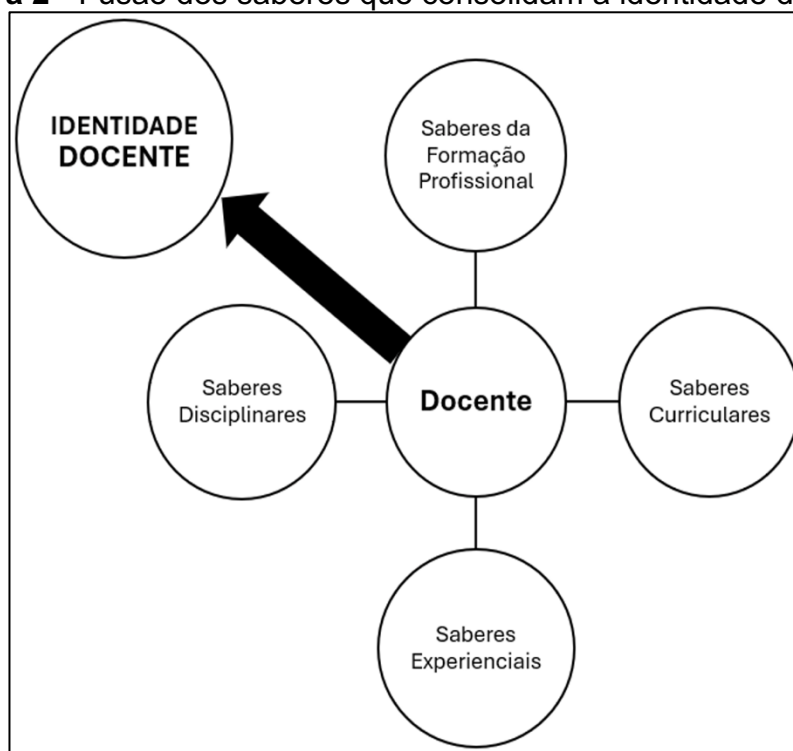 a 2 - Fusão dos saberes que consolidam a identidade d
IDENTIDADE
DOCENTE
Saberes da
Formação
Profissional
Saberes
Disciplinares
Docente
Saberes
Curriculares
Saberes
Experienciais